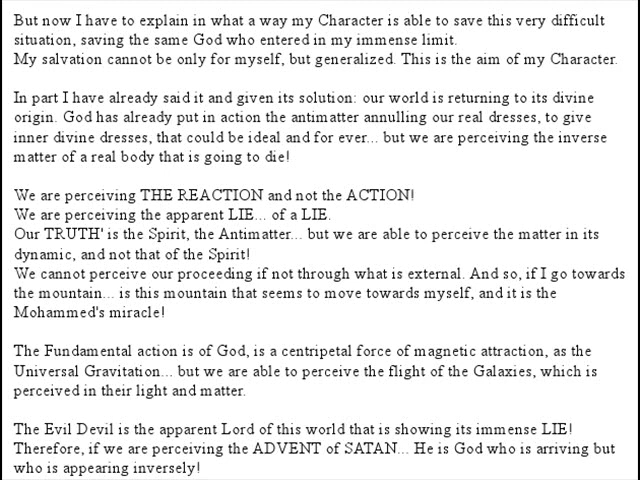 But now I have to explain in what a way my Character is able to save this very difficult
situation, saving the same God who entered in my immense limit.
My salvation cannot be only for myself, but generalized. This is the aim of my Character.
In part I have already said it and given its solution: our world is returning to its divine
origin. God has already put in action the antimatter annulling our real dresses, to give
inner divine dresses, that could be ideal and for ever... but we are perceiving the inverse
matter of a real body that is going to die!
We are perceiving THE REACTION and not the ACTION!
We are perceiving the apparent LIE... of a LIE.
Our TRUTH' is the Spirit, the Antimatter... but we are able to perceive the matter in its
dynamic, and not that of the Spirit!
We cannot perceive our proceeding if not through what is external. And so, if I go towards
the mountain... is this mountain that seems to move towards myself, and it is the
Mohammed's miracle!
The Fundamental action is of God, is a centripetal force of magnetic attraction, as the
Universal Gravitation... but we are able to perceive the flight of the Galaxies, which is
perceived in their light and matter.
The Evil Devil is the apparent Lord of this world that is showing its immense LIE!
Therefore, if we are perceiving the ADVENT of SATAN... He is God who is arriving but
who is appearing inversely!